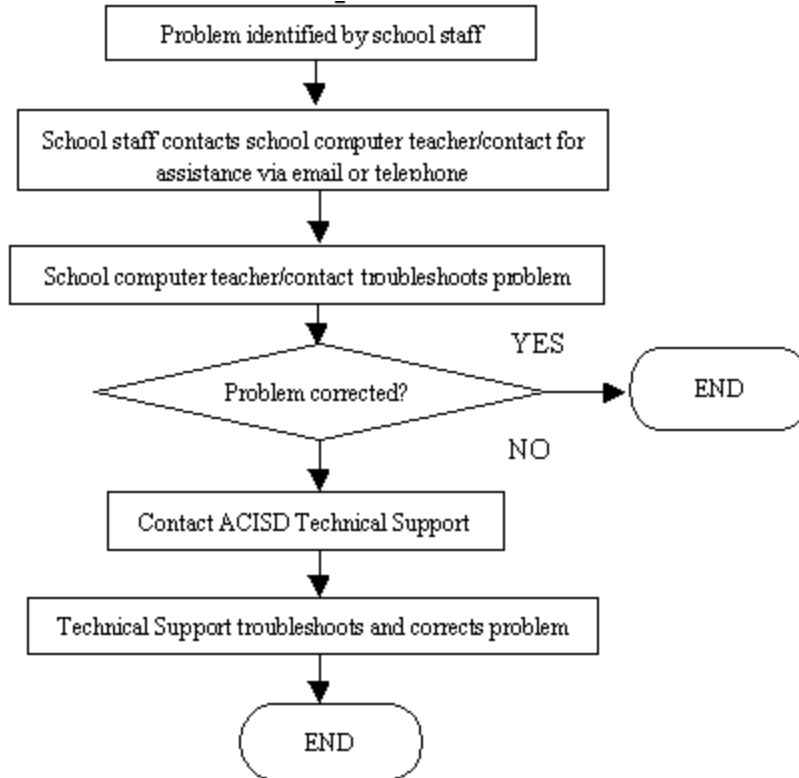 Problem identified by school staff
School staff contacts school computer teacher/contact for
assistance via email or telephone
School computer teacher/contact troubleshoots problem
YES
Problem corrected?
END
NO
Contact ACISD Technical Support
Technical Support troubleshoots and corrects problem
END